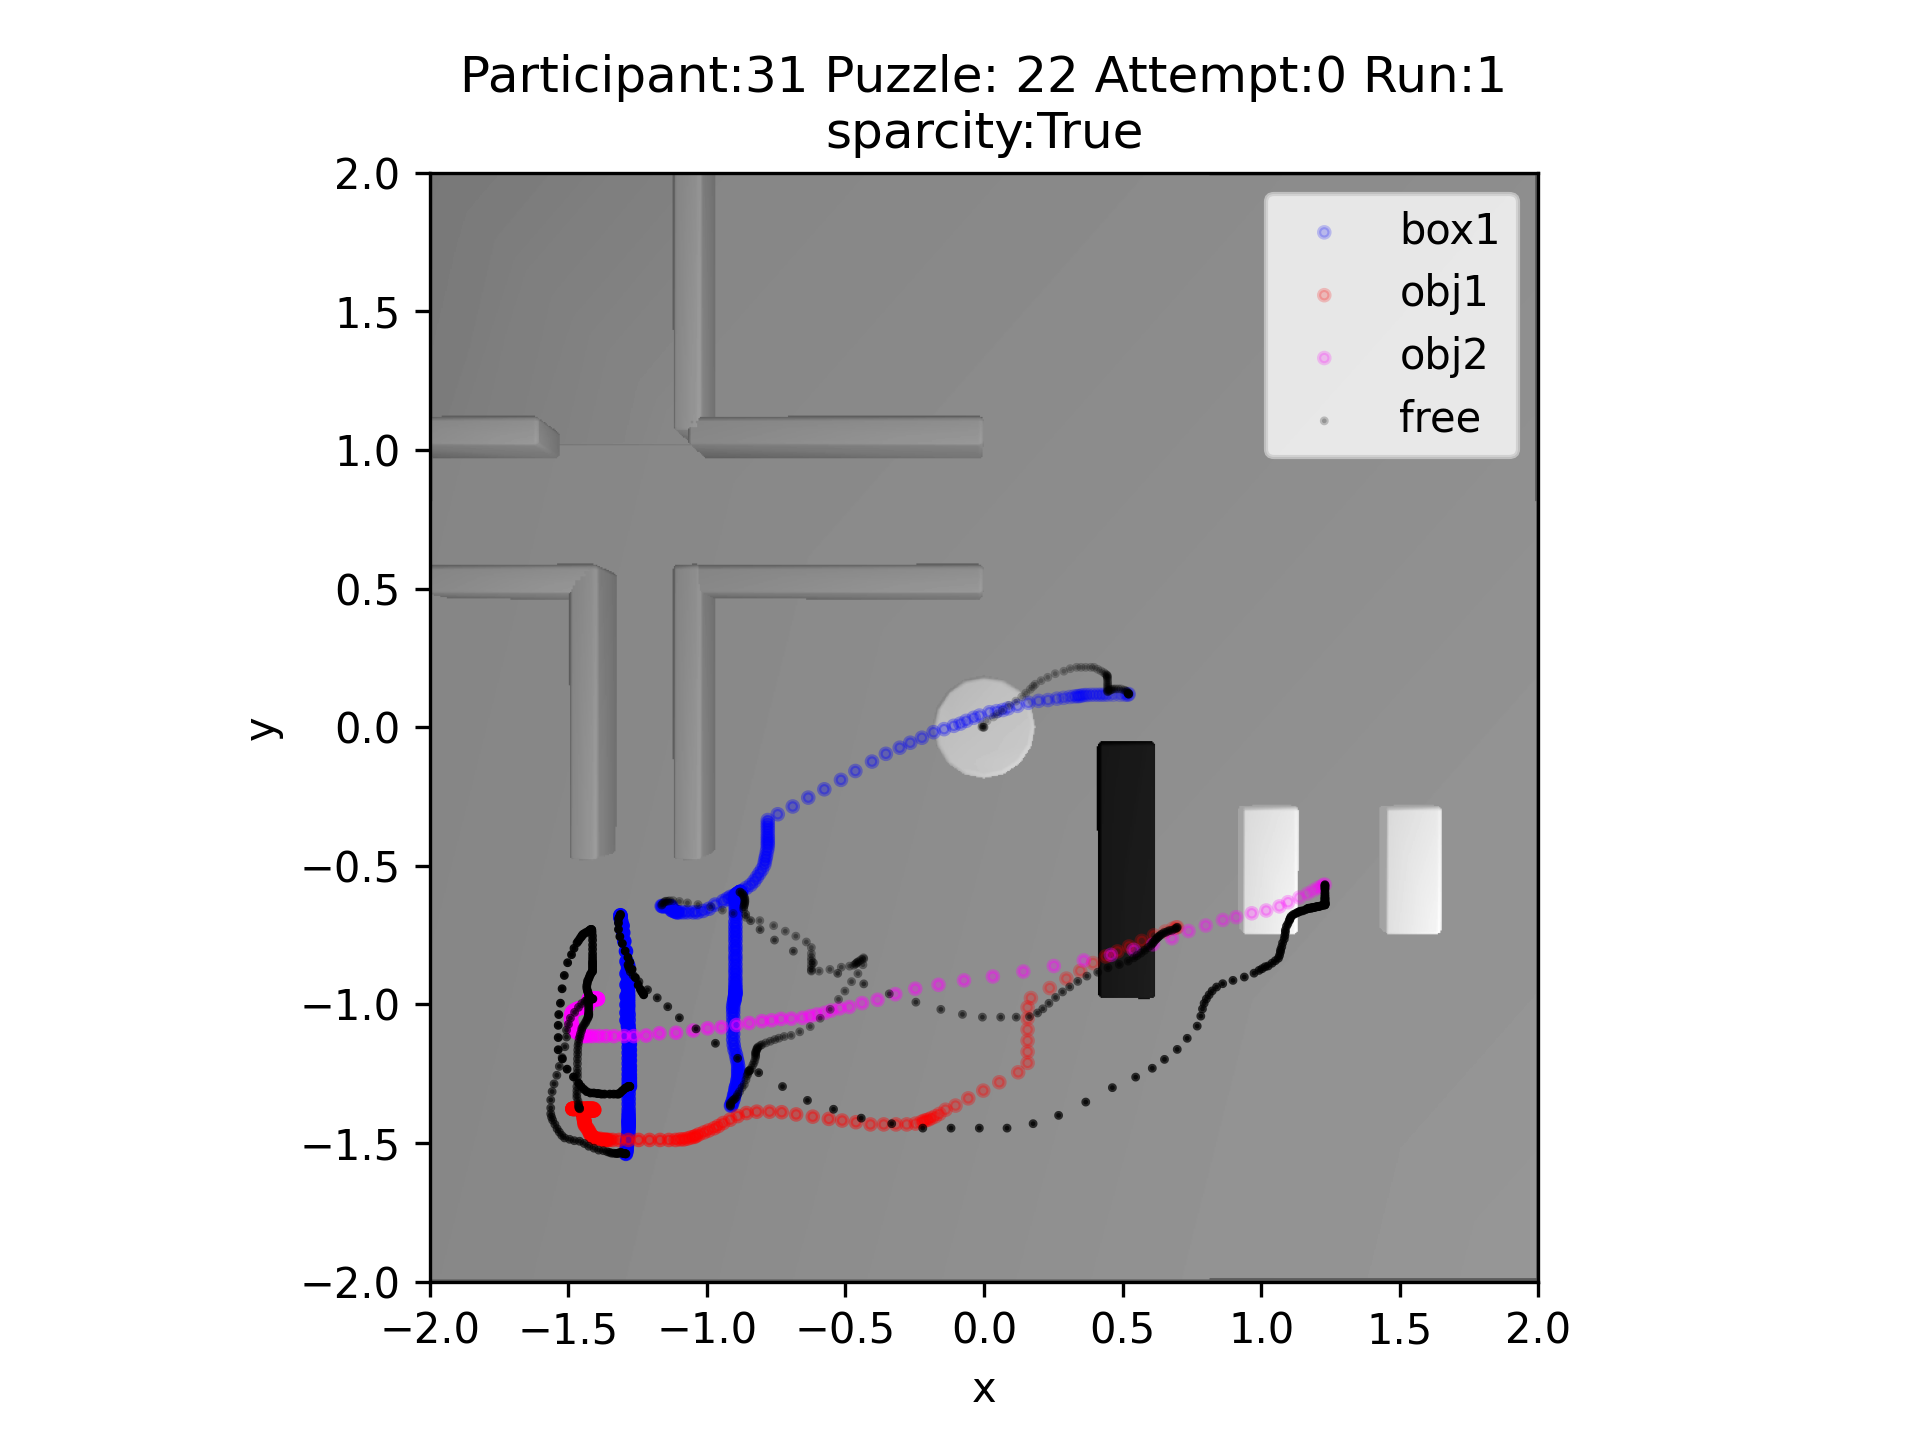 Participant:31 Puzzle: 22 Attempt:0 Run:1
sparcity:True
2.0
1.5
1.0
0.5
0.0
−0.5
−1.0
−1.5
−2.0
y
box1
obj1
obj2
free
−2.0 −1.5 −1.0 −0.5 0.0 0.5 1.0 1.5 2.0
x